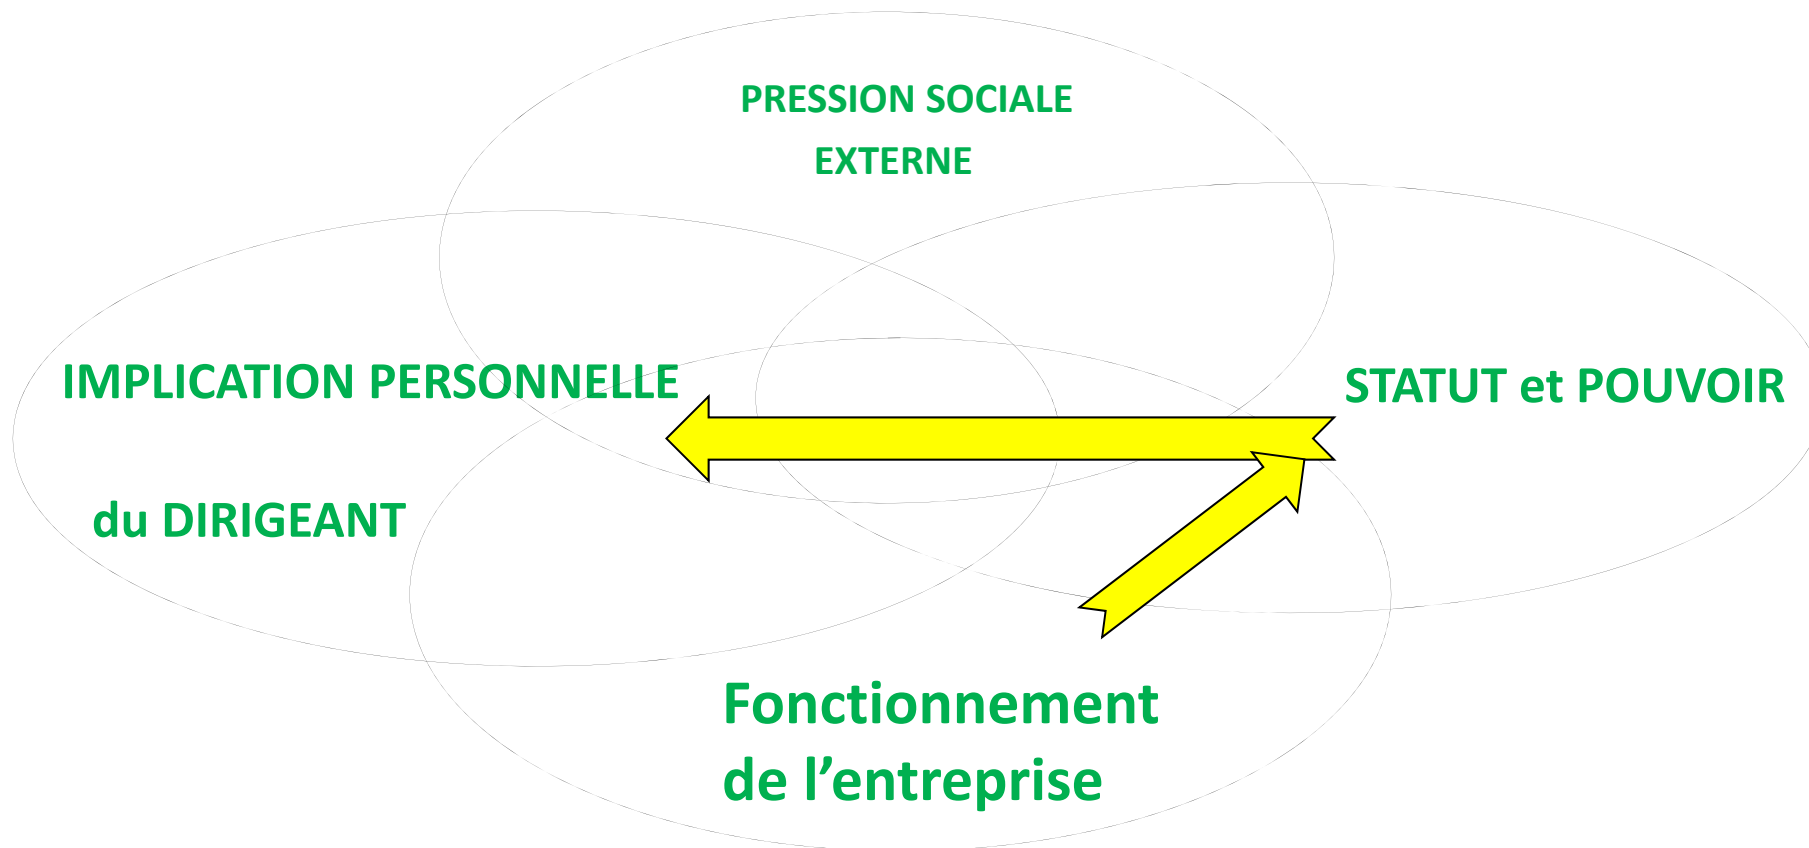 PRESSION SOCIALE
EXTERNE
IMPLICATION PERSONNELLE
du DIRIGEANT
STATUT et POUVOIR
Fonctionnement
de l’entreprise